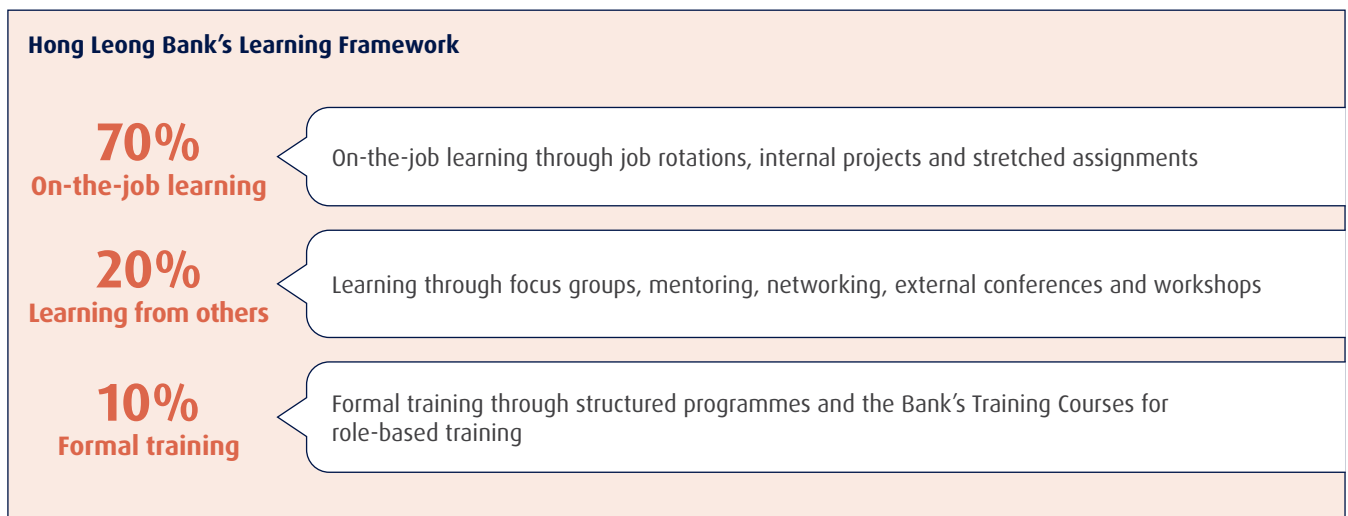 Hong Leong Bank's Learning Framework
70%
On-the-job learning
On-the-job learning through job rotations, internal projects and stretched assignments
20%
Learning from others
Learning through focus groups, mentoring, networking, external conferences and workshops
10%
Formal training
Formal training through structured programmes and the Bank's Training Courses for
role-based training